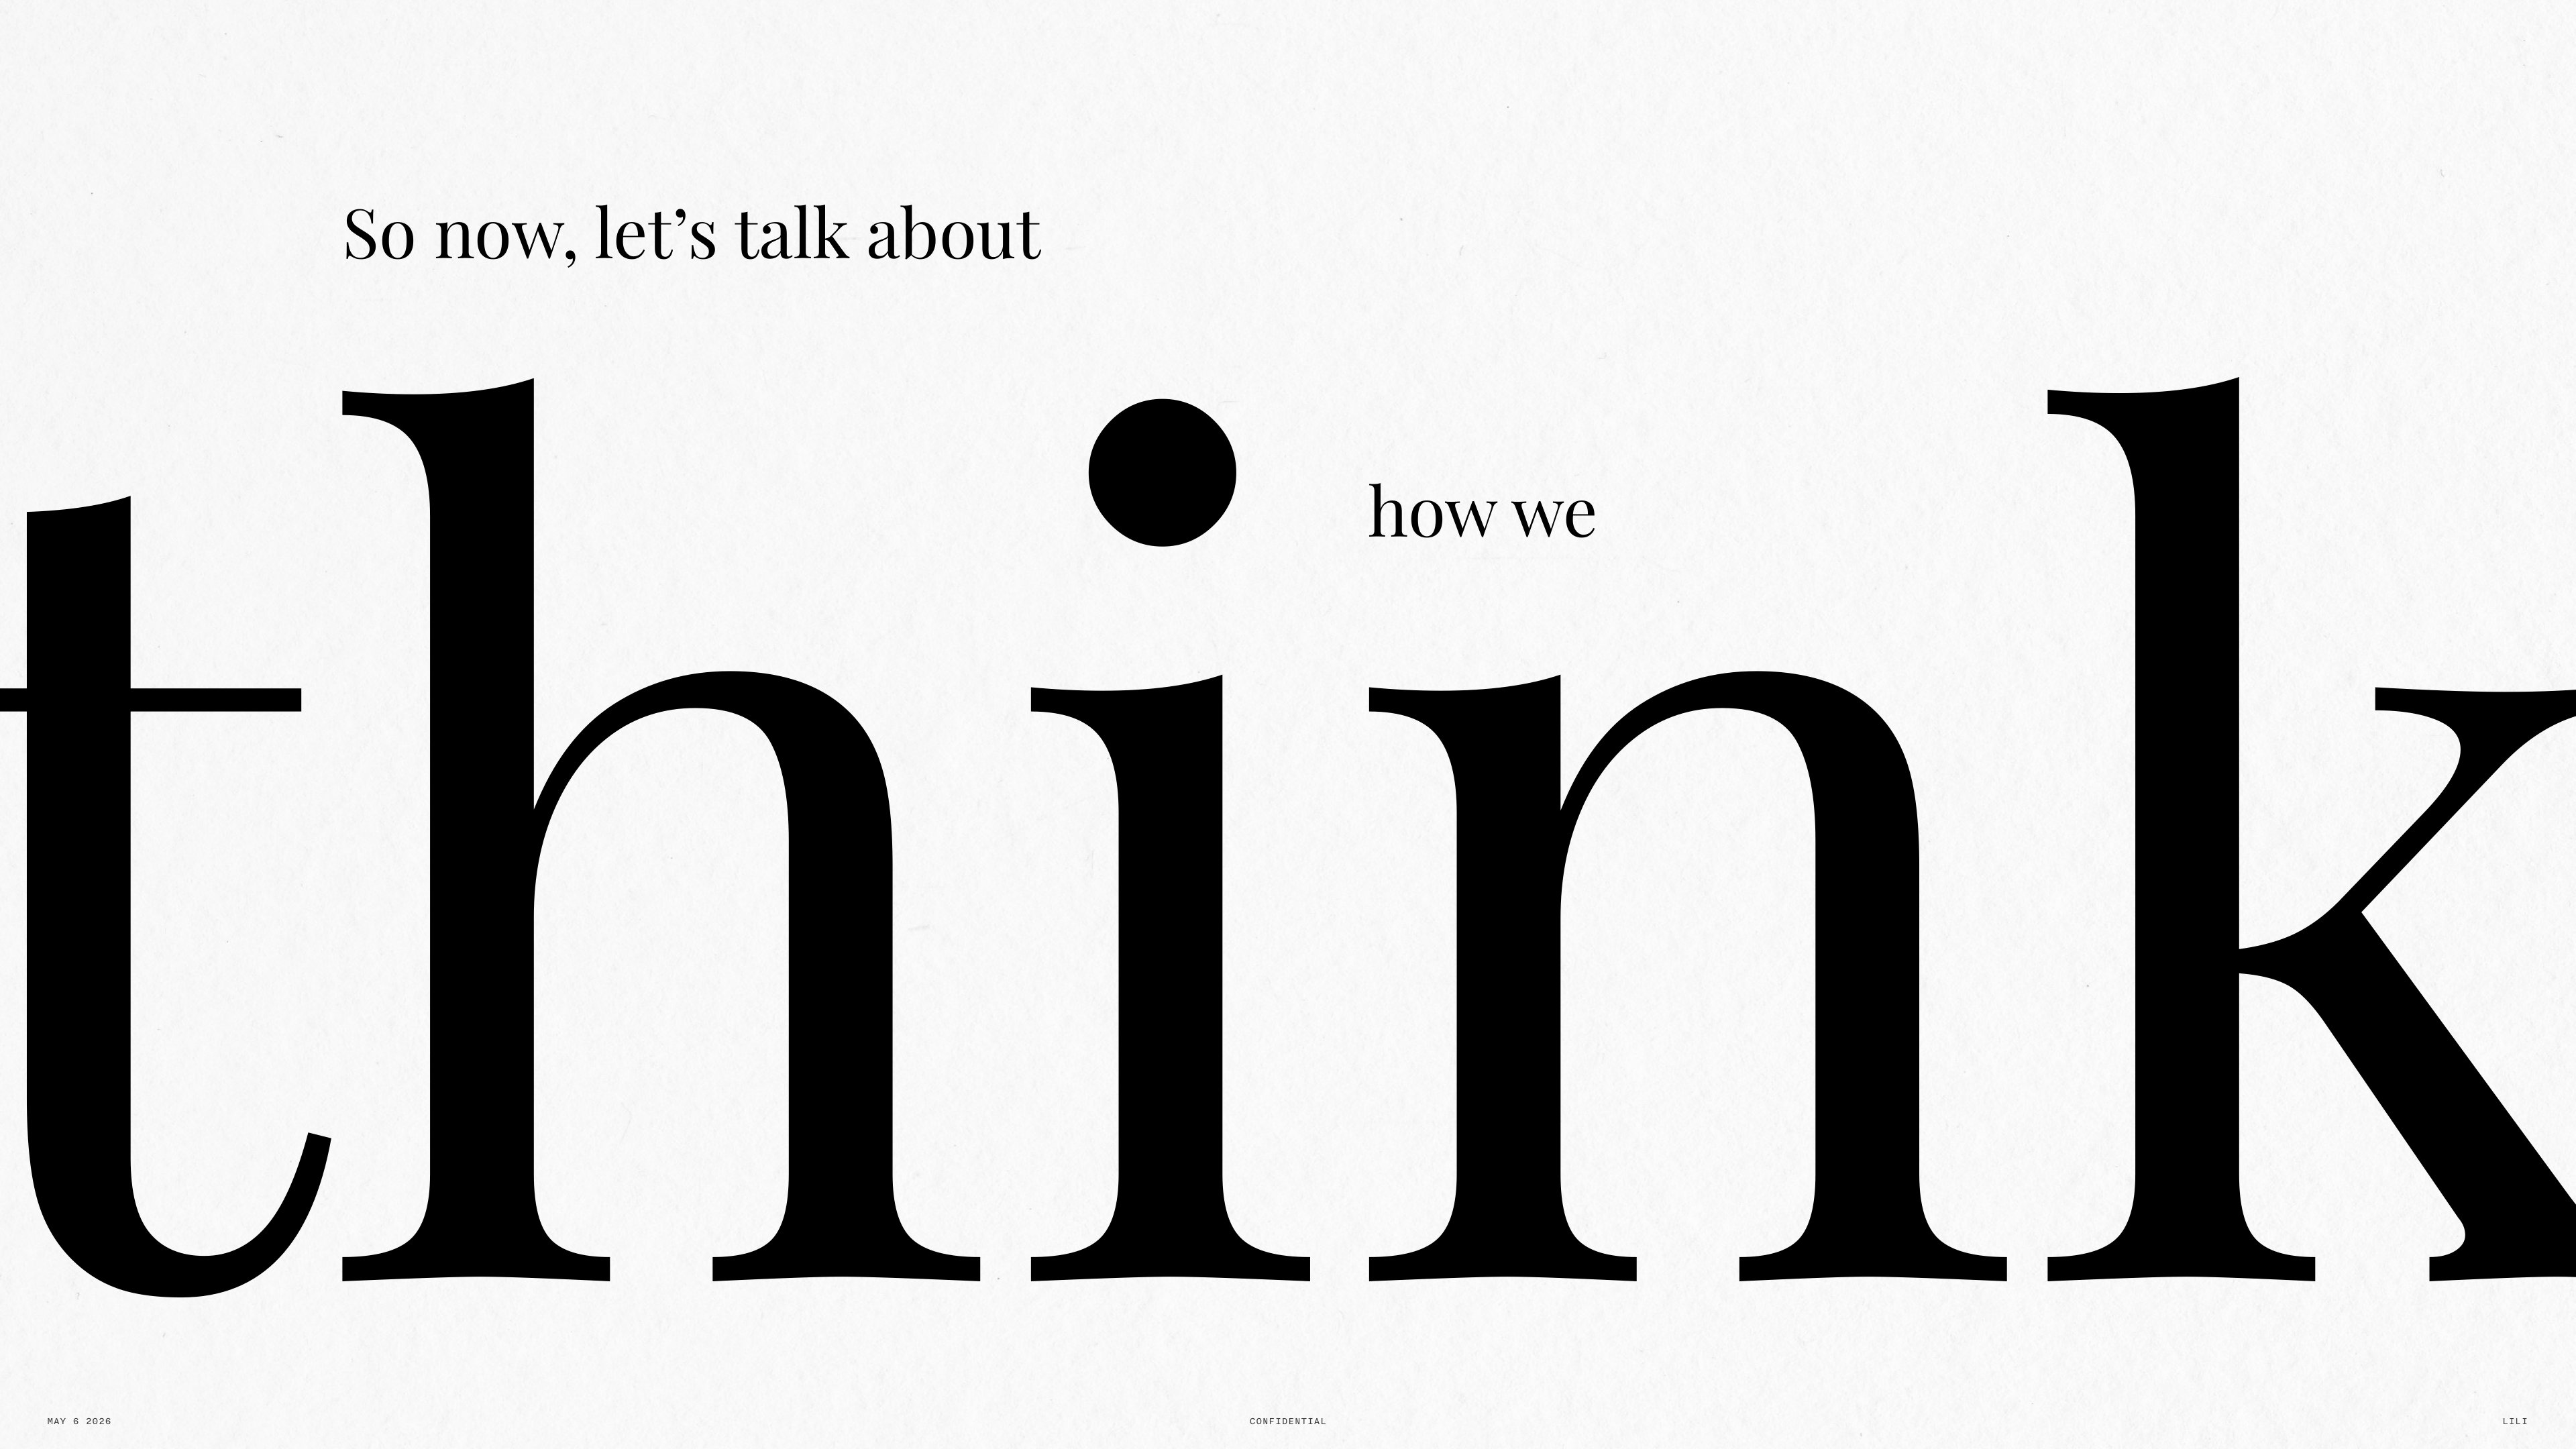 So now, let’s talk about
how we
think
MAY 6 2026
CONFIDENTIAL
LILI